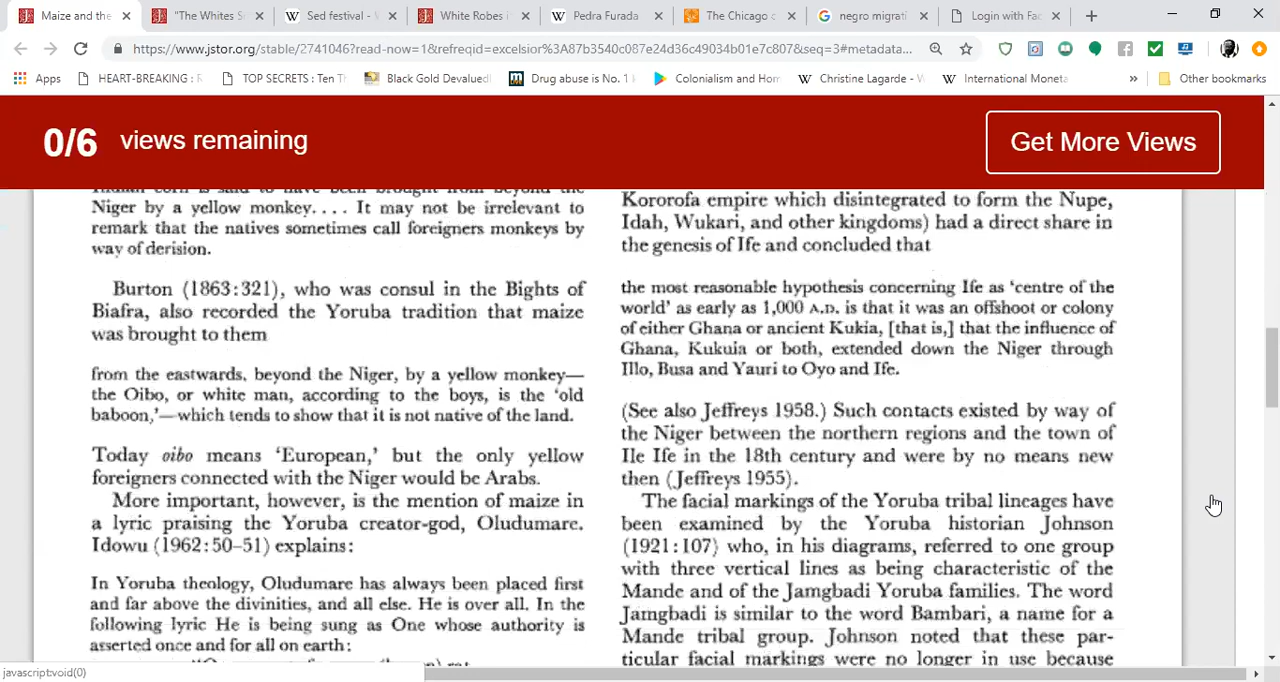 Maize and the
"The Whites S
Sed festival -
White Robes i
Pedra Furada
The Chicago
negro migrati
Login with Fac
https://www.jstor.org/stable/2741046?read-now=1&refreqid=excelsior%3A87b3540c087e24d36c49034b01e7c807&seq=3#metadata...
Apps
HEART-BREAKING :
TOP SECRETS : Ten Th
Black Gold Devalued
Drug abuse is No. 1
Colonialism and Hom
Christine Lagarde - W
International Moneta
»
Other bookmarks
0/6 views remaining
Get More Views
Indian corn is said to have been brought from beyond the
Niger by a yellow monkey.... It may not be irrelevant to
remark that the natives sometimes call foreigners monkeys by
way of derision.
Burton (1863:321), who was consul in the Bights of
Biafra, also recorded the Yoruba tradition that maize
was brought to them
from the eastwards, beyond the Niger, by a yellow monkey—
the Oibo, or white man, according to the boys, is the 'old
baboon,'—which tends to show that it is not native of the land.
Today oibo means 'European,' but the only yellow
foreigners connected with the Niger would be Arabs.
More important, however, is the mention of maize in
a lyric praising the Yoruba creator-god, Oludumare.
Idowu (1962:50–51) explains:
In Yoruba theology, Oludumare has always been placed first
and far above the divinities, and all else. He is over all. In the
following lyric He is being sung as One whose authority is
asserted once and for all on earth:
Kororofa empire which disintegrated to form the Nupe,
Idah, Wukari, and other kingdoms) had a direct share in
the genesis of Ife and concluded that
the most reasonable hypothesis concerning Ife as 'centre of the
world' as early as 1,000 A.D. is that it was an offshoot or colony
of either Ghana or ancient Kukia, [that is,] that the influence of
Ghana, Kukuia or both, extended down the Niger through
Illo, Busa and Yauri to Oyo and Ife.
(See also Jeffreys 1958.) Such contacts existed by way of
the Niger between the northern regions and the town of
Ile Ife in the 18th century and were by no means new
then (Jeffreys 1955).
The facial markings of the Yoruba tribal lineages have
been examined by the Yoruba historian Johnson
(1921:107) who, in his diagrams, referred to one group
with three vertical lines as being characteristic of the
Mande and of the Jamgbadi Yoruba families. The word
Jamgbadi is similar to the word Bambari, a name for a
Mande tribal group. Johnson noted that these par-
ticular facial markings were no longer in use because
javascript:void(0)